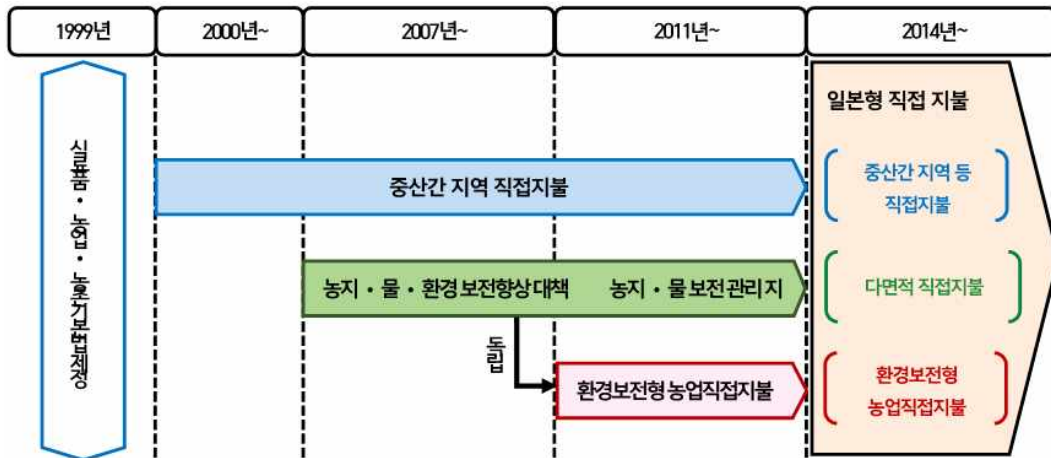 1999년
2000년~
2007년~
2011년~
2014년~
식료품・농업・농촌기본법제정
일본형 직접 지불
중산간 지역 직접지불
중산간 지역 등
직접지불
농지・물・환경 보전향상 대책 농지・물 보전 관리 지
다면적 직접지불
독립
환경보전형 농업직접지불
환경보전형
농업직접지불